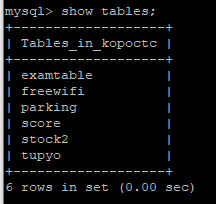 mysql> show tables;
+-------------------+
| Tables_in_kopoctc |
+-------------------+
| examtable         |
| freewifi          |
| parking           |
| score             |
| stock2            |
| tupyo             |
+-------------------+
6 rows in set (0.00 sec)